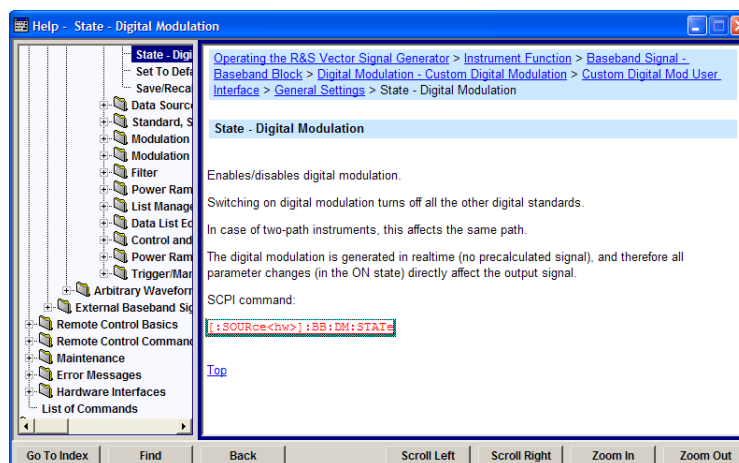 Help - State - Digital Modulation
State - Digi
Set To Defa
Save/Recal
Data Source
Standard, S
Modulation
Modulation
Filter
Power Ram
List Manage
Data List Ed
Control and
Power Ram
Trigger/Mar
Arbitrary Waveform
External Baseband Sig
Remote Control Basics
Remote Control Command
Maintenance
Error Messages
Hardware Interfaces
List of Commands
Operating the R&S Vector Signal Generator > Instrument Function > Baseband Signal -
Baseband Block > Digital Modulation - Custom Digital Modulation > Custom Digital Mod User
Interface > General Settings > State - Digital Modulation
State - Digital Modulation
Enables/disables digital modulation.
Switching on digital modulation turns off all the other digital standards.
In case of two-path instruments, this affects the same path.
The digital modulation is generated in realtime (no precalculated signal), and therefore all
parameter changes (in the ON state) directly affect the output signal.
SCPI command:
[:SOURce<hw>]:BB:DM:STATe
Top
Go To Index Find Back Scroll Left Scroll Right Zoom In Zoom Out